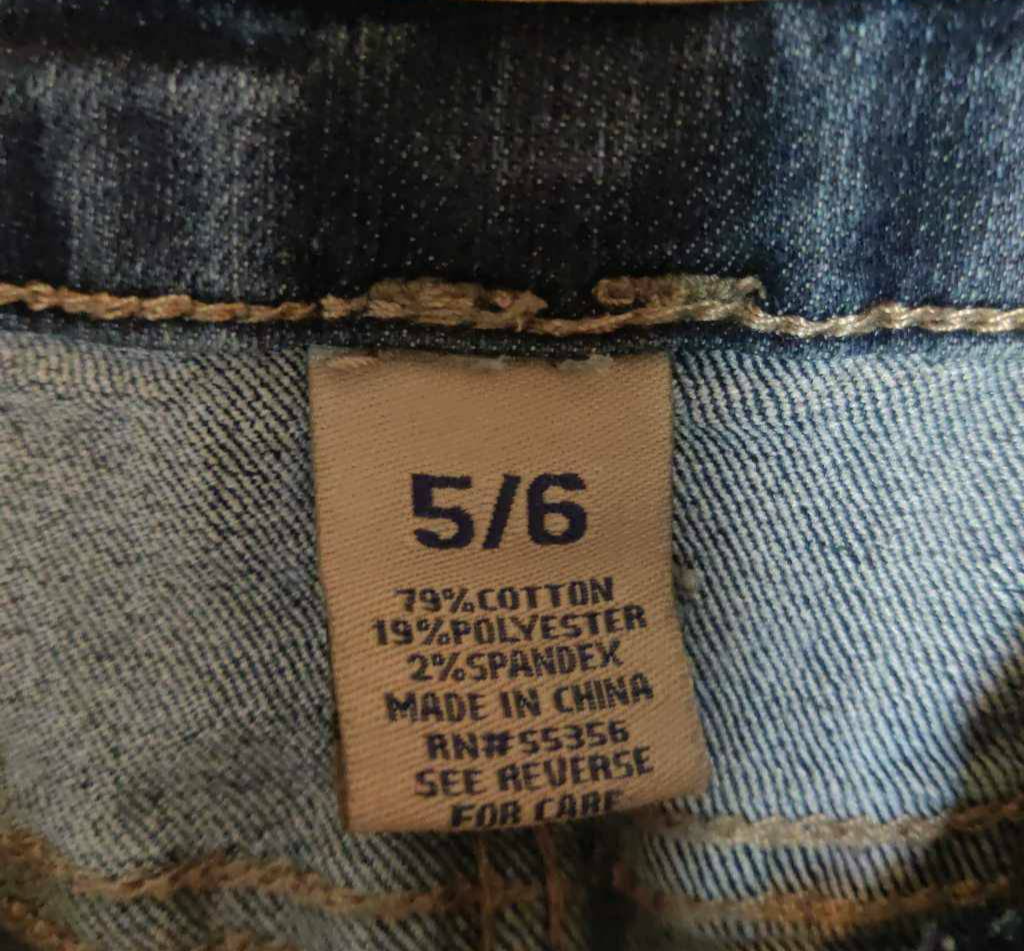 5/6
79%COTTON
19%POLYESTER
2%SPANDEX
MADE IN CHINA
RN#55356
SEE REVERSE
FOR CARE